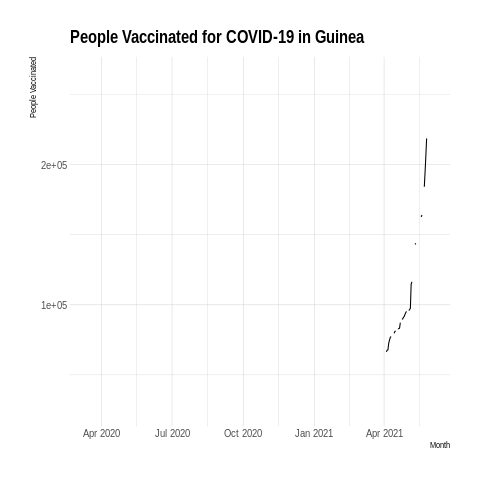 People Vaccinated for COVID-19 in Guinea
People Vaccinated
2e+05
1e+05
Apr 2020 Jul 2020 Oct 2020 Jan 2021 Apr 2021
Month